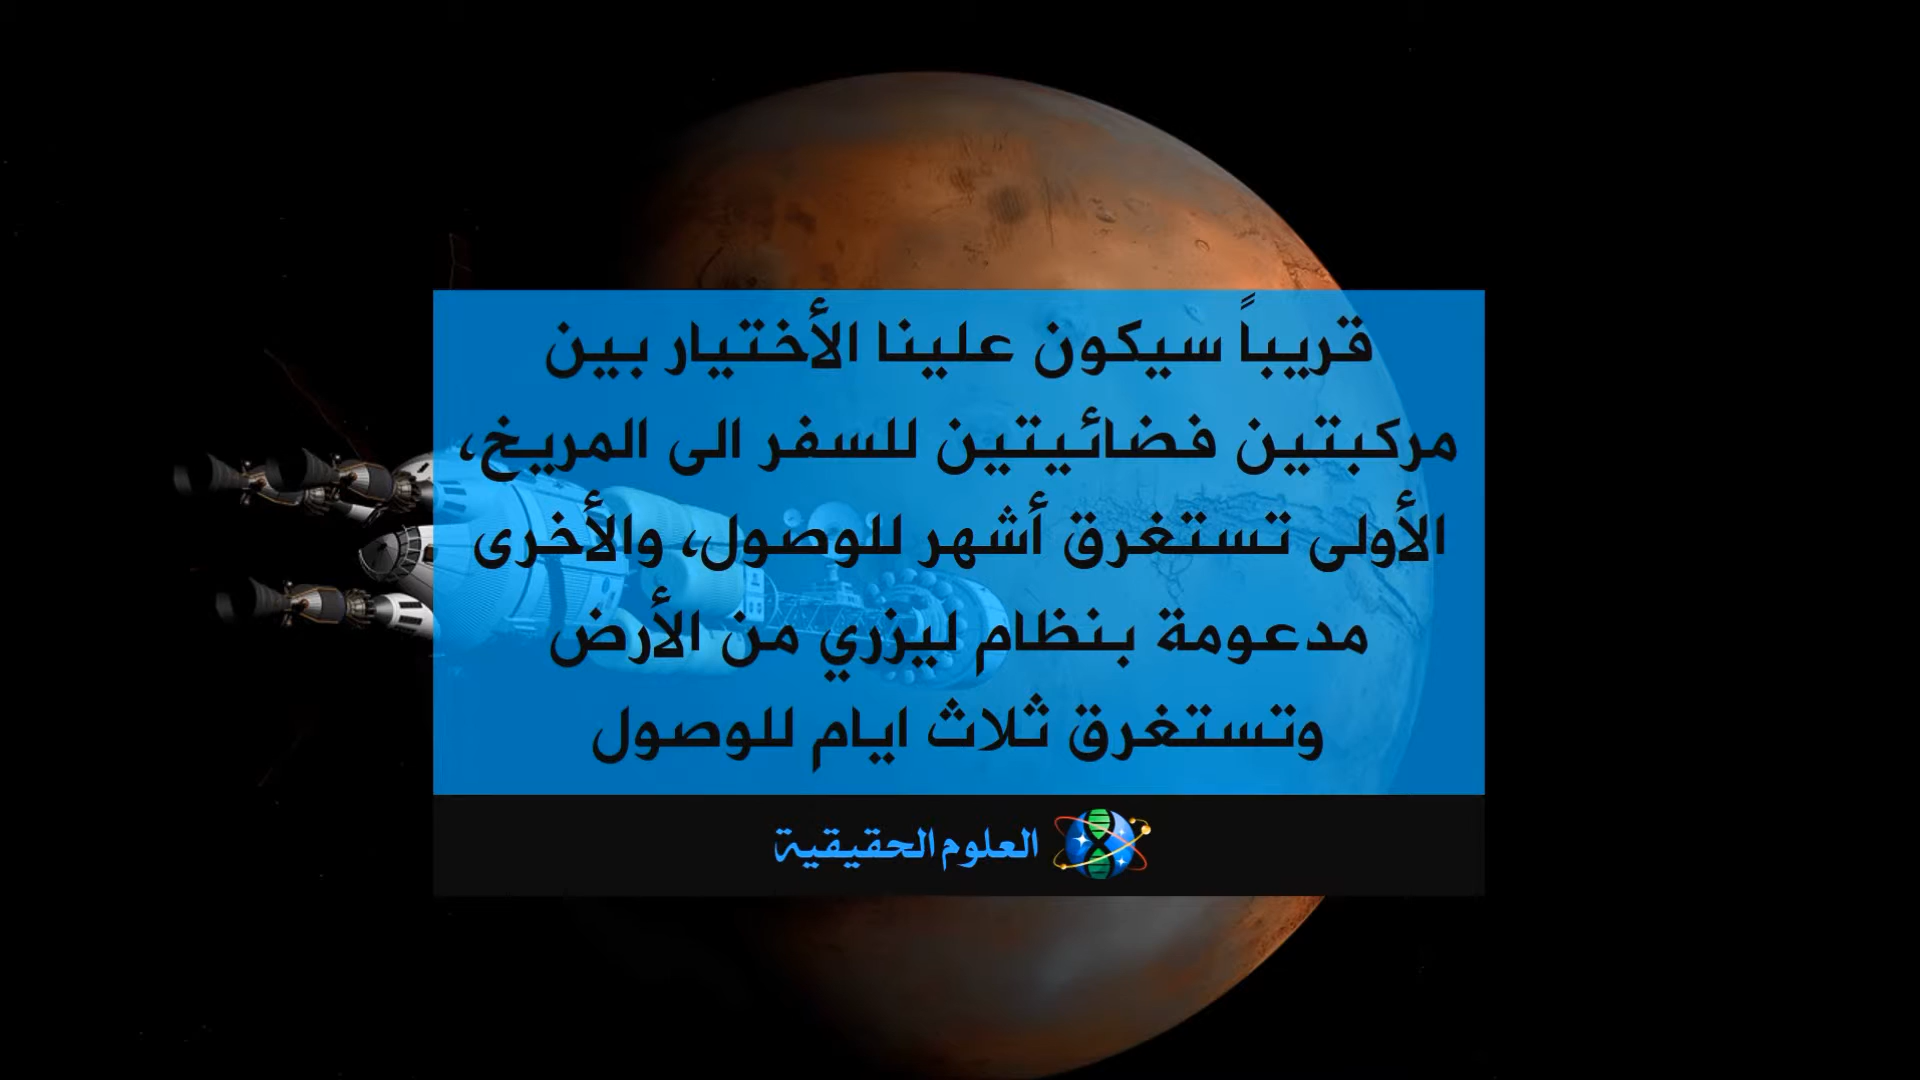 قريباً سيكون علينا الأختيار بين
مركبتين فضائيتين للسفر الى المريخ،
الأولى تستغرق أشهر للوصول، والأخرى
مدعومة بنظام ليزري من الأرض
وتستغرق ثلاث ايام للوصول
العلوم الحقيقية